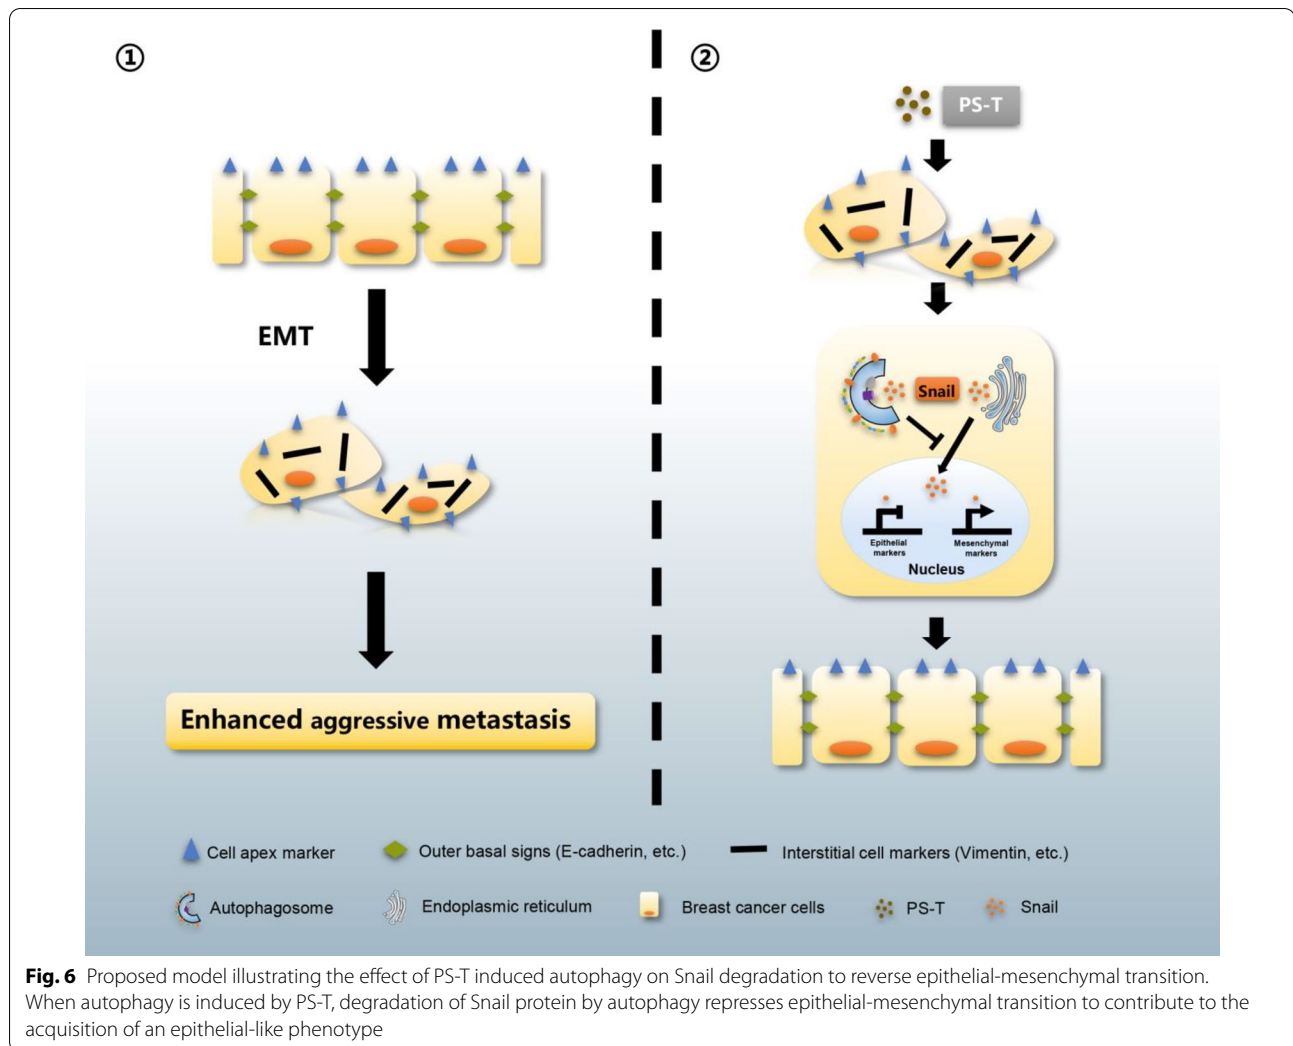 ①
EMT
Enhanced aggressive metastasis
②
PS-T
Snail
Epithelial
markers
Mesenchymal
markers
Nucleus
Cell apex marker
Outer basal signs (E-cadherin, etc.)
Interstitial cell markers (Vimentin, etc.)
Autophagosome
Endoplasmic reticulum
Breast cancer cells
PS-T
Snail
Fig. 6 Proposed model illustrating the effect of PS-T induced autophagy on Snail degradation to reverse epithelial-mesenchymal transition.
When autophagy is induced by PS-T, degradation of Snail protein by autophagy represses epithelial-mesenchymal transition to contribute to the
acquisition of an epithelial-like phenotype